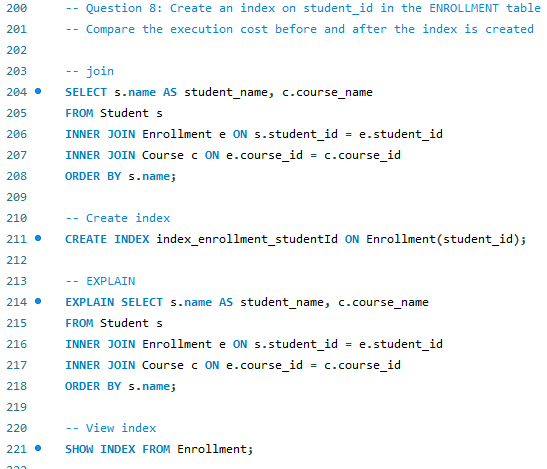 200 -- Question 8: Create an index on student_id in the ENROLLMENT table
201 -- Compare the execution cost before and after the index is created
202
203 -- join
204 SELECT s.name AS student_name, c.course_name
205 FROM Student s
206 INNER JOIN Enrollment e ON s.student_id = e.student_id
207 INNER JOIN Course c ON e.course_id = c.course_id
208 ORDER BY s.name;
209
210 -- Create index
211 CREATE INDEX index_enrollment_studentId ON Enrollment(student_id);
212
213 -- EXPLAIN
214 EXPLAIN SELECT s.name AS student_name, c.course_name
215 FROM Student s
216 INNER JOIN Enrollment e ON s.student_id = e.student_id
217 INNER JOIN Course c ON e.course_id = c.course_id
218 ORDER BY s.name;
219
220 -- View index
221 SHOW INDEX FROM Enrollment;